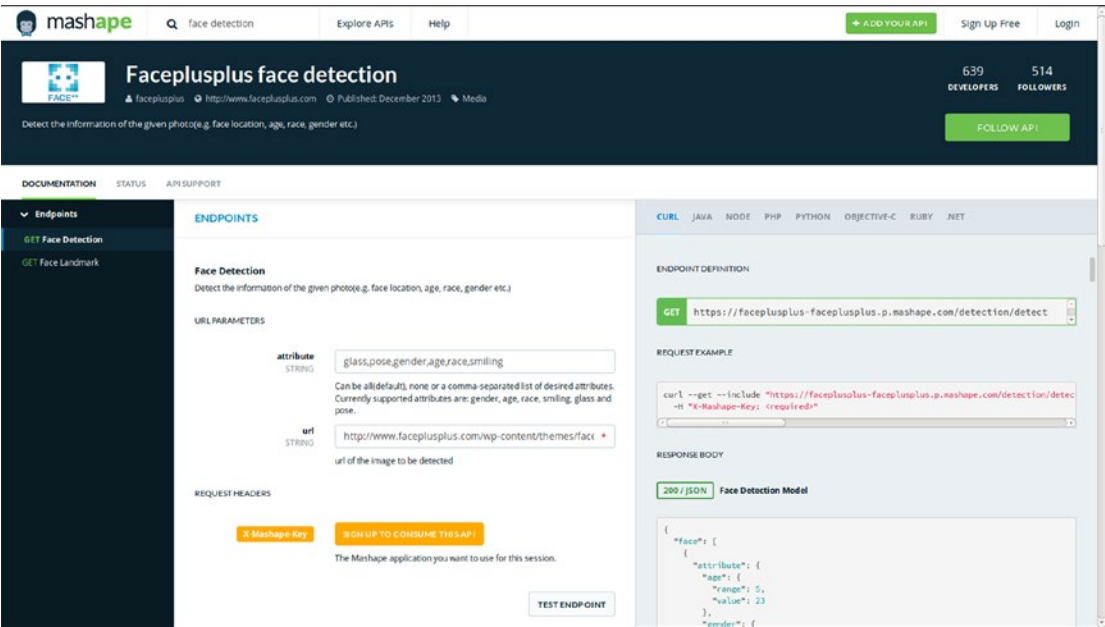 mashape
face detection
Explore APIs
Help
+ ADD YOUR API
Sign Up Free
Login
FACE++
Faceplusplus face detection
faceplusplus http://www.faceplusplus.com Published: December 2013 Media
Detect the information of the given photo(e.g. face location, age, race, gender etc.)
639
DEVELOPERS
514
FOLLOWERS
FOLLOW API
DOCUMENTATION STATUS API SUPPORT
Endpoints
GET Face Detection
GET Face Landmark
ENDPOINTS
Face Detection
Detect the information of the given photo(e.g. face location, age, race, gender etc.)
URL PARAMETERS
attribute
STRING
glass,pose,gender,age,race,smiling
Can be all(default), none or a comma-separated list of desired attributes.
Currently supported attributes are: gender, age, race, smiling, glass and
pose.
url
STRING
http://www.faceplusplus.com/wp-content/themes/face *
url of the image to be detected
REQUEST HEADERS
X-Mashape-Key
SIGN UP TO CONSUME THIS API
The Mashape application you want to use for this session.
TEST ENDPOINT
CURL JAVA NODE PHP PYTHON OBJECTIVE-C RUBY .NET
ENDPOINT DEFINITION
GET https://faceplusplus-faceplusplus.p.mashape.com/detection/detect
REQUEST EXAMPLE
curl --get --include "https://faceplusplus-faceplusplus.p.mashape.com/detection/detec
-H "X-Mashape-Key: <required>"
RESPONSE BODY
200 / JSON Face Detection Model
{
"face": [
{
"attribute": {
"age": {
"range": 5,
"value": 23
},
"gender": {